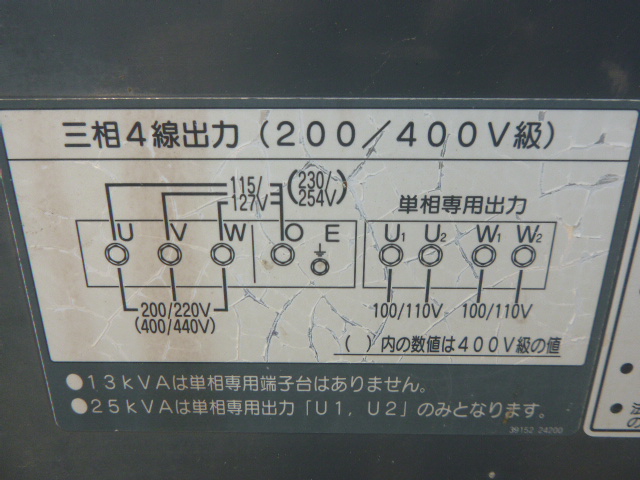 三相4線出力（200／400V級）
115/127V
(230/254V)
単相専用出力
U V W O E
U1 U2 W1 W2
200/220V
(400/440V)
100/110V 100/110V
（ ）内の数値は400V級の値
●13kVAは単相専用端子台はありません。
●25kVAは単相専用出力「U1，U2」のみとなります。
39152 24200